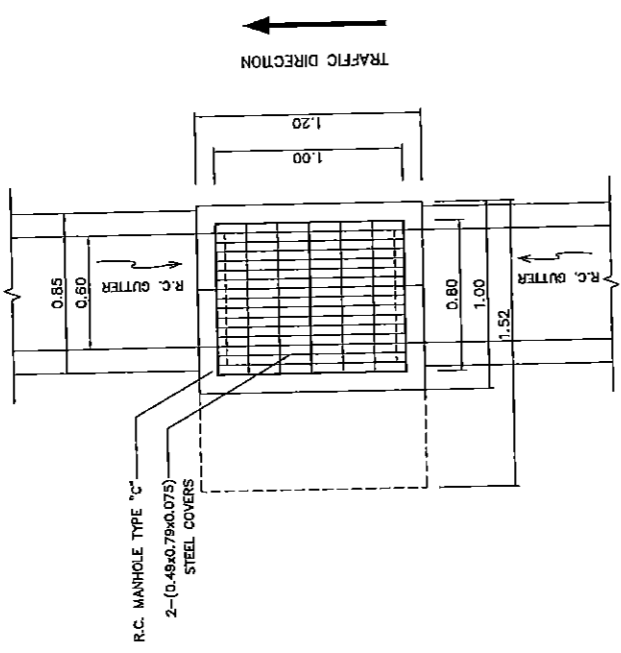 TRAFFIC DIRECTION
1.20
1.00
0.85
0.60
R.C. GUTTER
R.C. GUTTER
0.80
1.00
1.52
R.C. MANHOLE TYPE "C"
2-(0.49x0.79x0.075)
STEEL COVERS